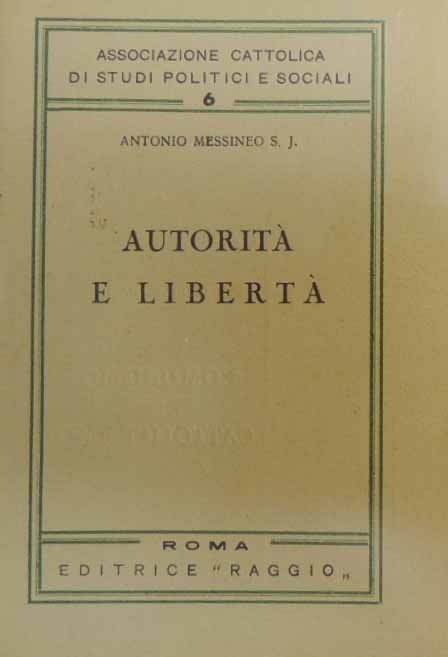 ASSOCIAZIONE CATTOLICA
DI STUDI POLITICI E SOCIALI
6
ANTONIO MESSINEO S. J.
AUTORITÀ
E LIBERTÀ
ROMA
EDITRICE "RAGGIO„